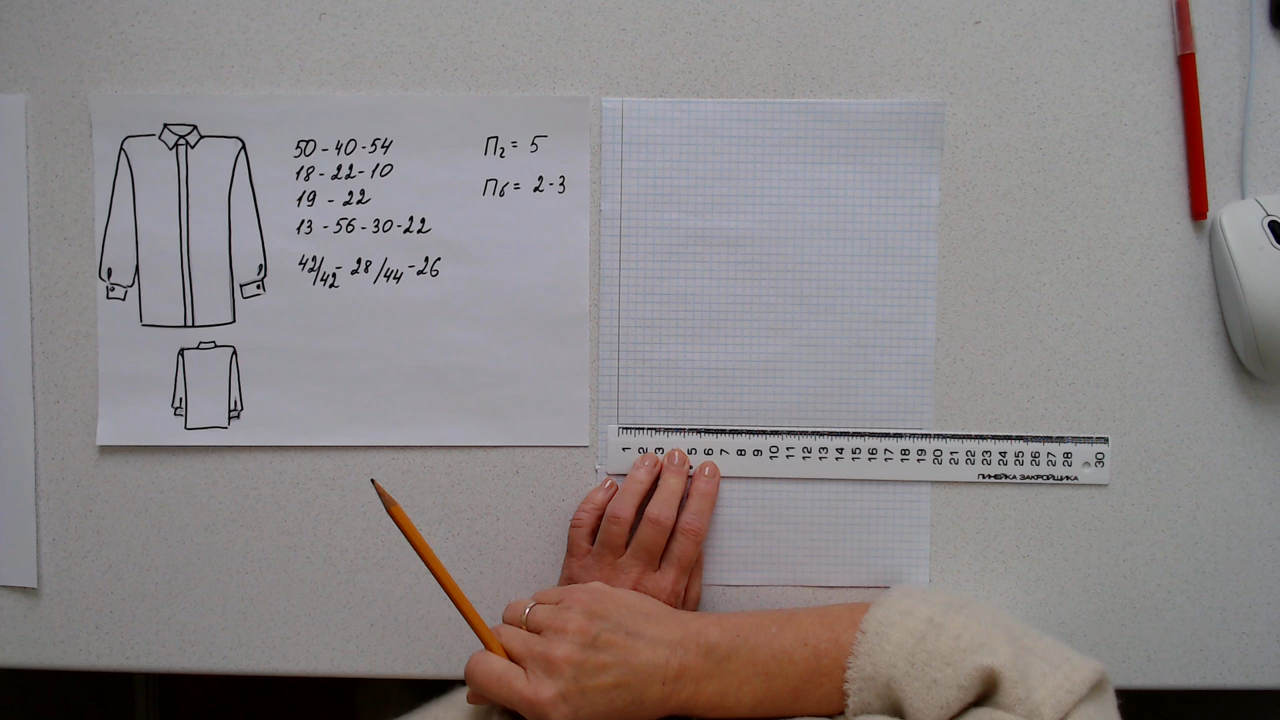 50-40-54
18-22-10
19-22
13-56-30-22
42/42-28/44-26
Пг=5
Пб=2-3
1 2 3 5 6 7 8 9 10 11 12 13 14 15 16 17 18 19 20 21 22 23 24 25 26 27 28 30
ЛИНЕЙКА ЗАКРОЙЩИКА